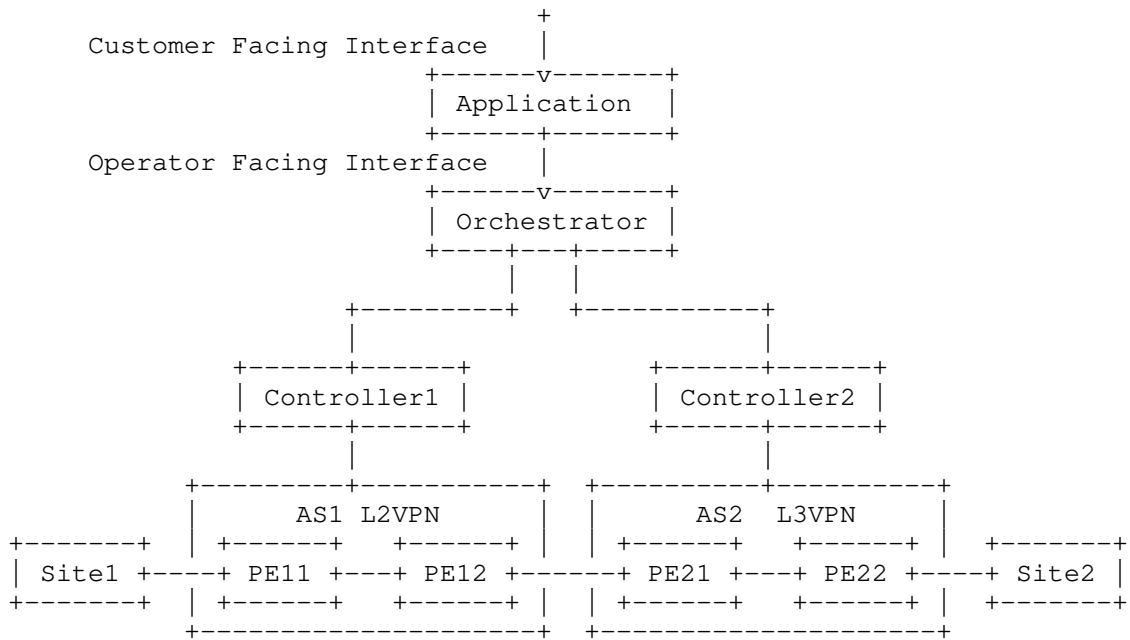 Customer Facing Interface
Application
Operator Facing Interface
Orchestrator
Controller1 Controller2
AS1 L2VPN AS2 L3VPN
Site1 PE11 PE12 PE21 PE22 Site2